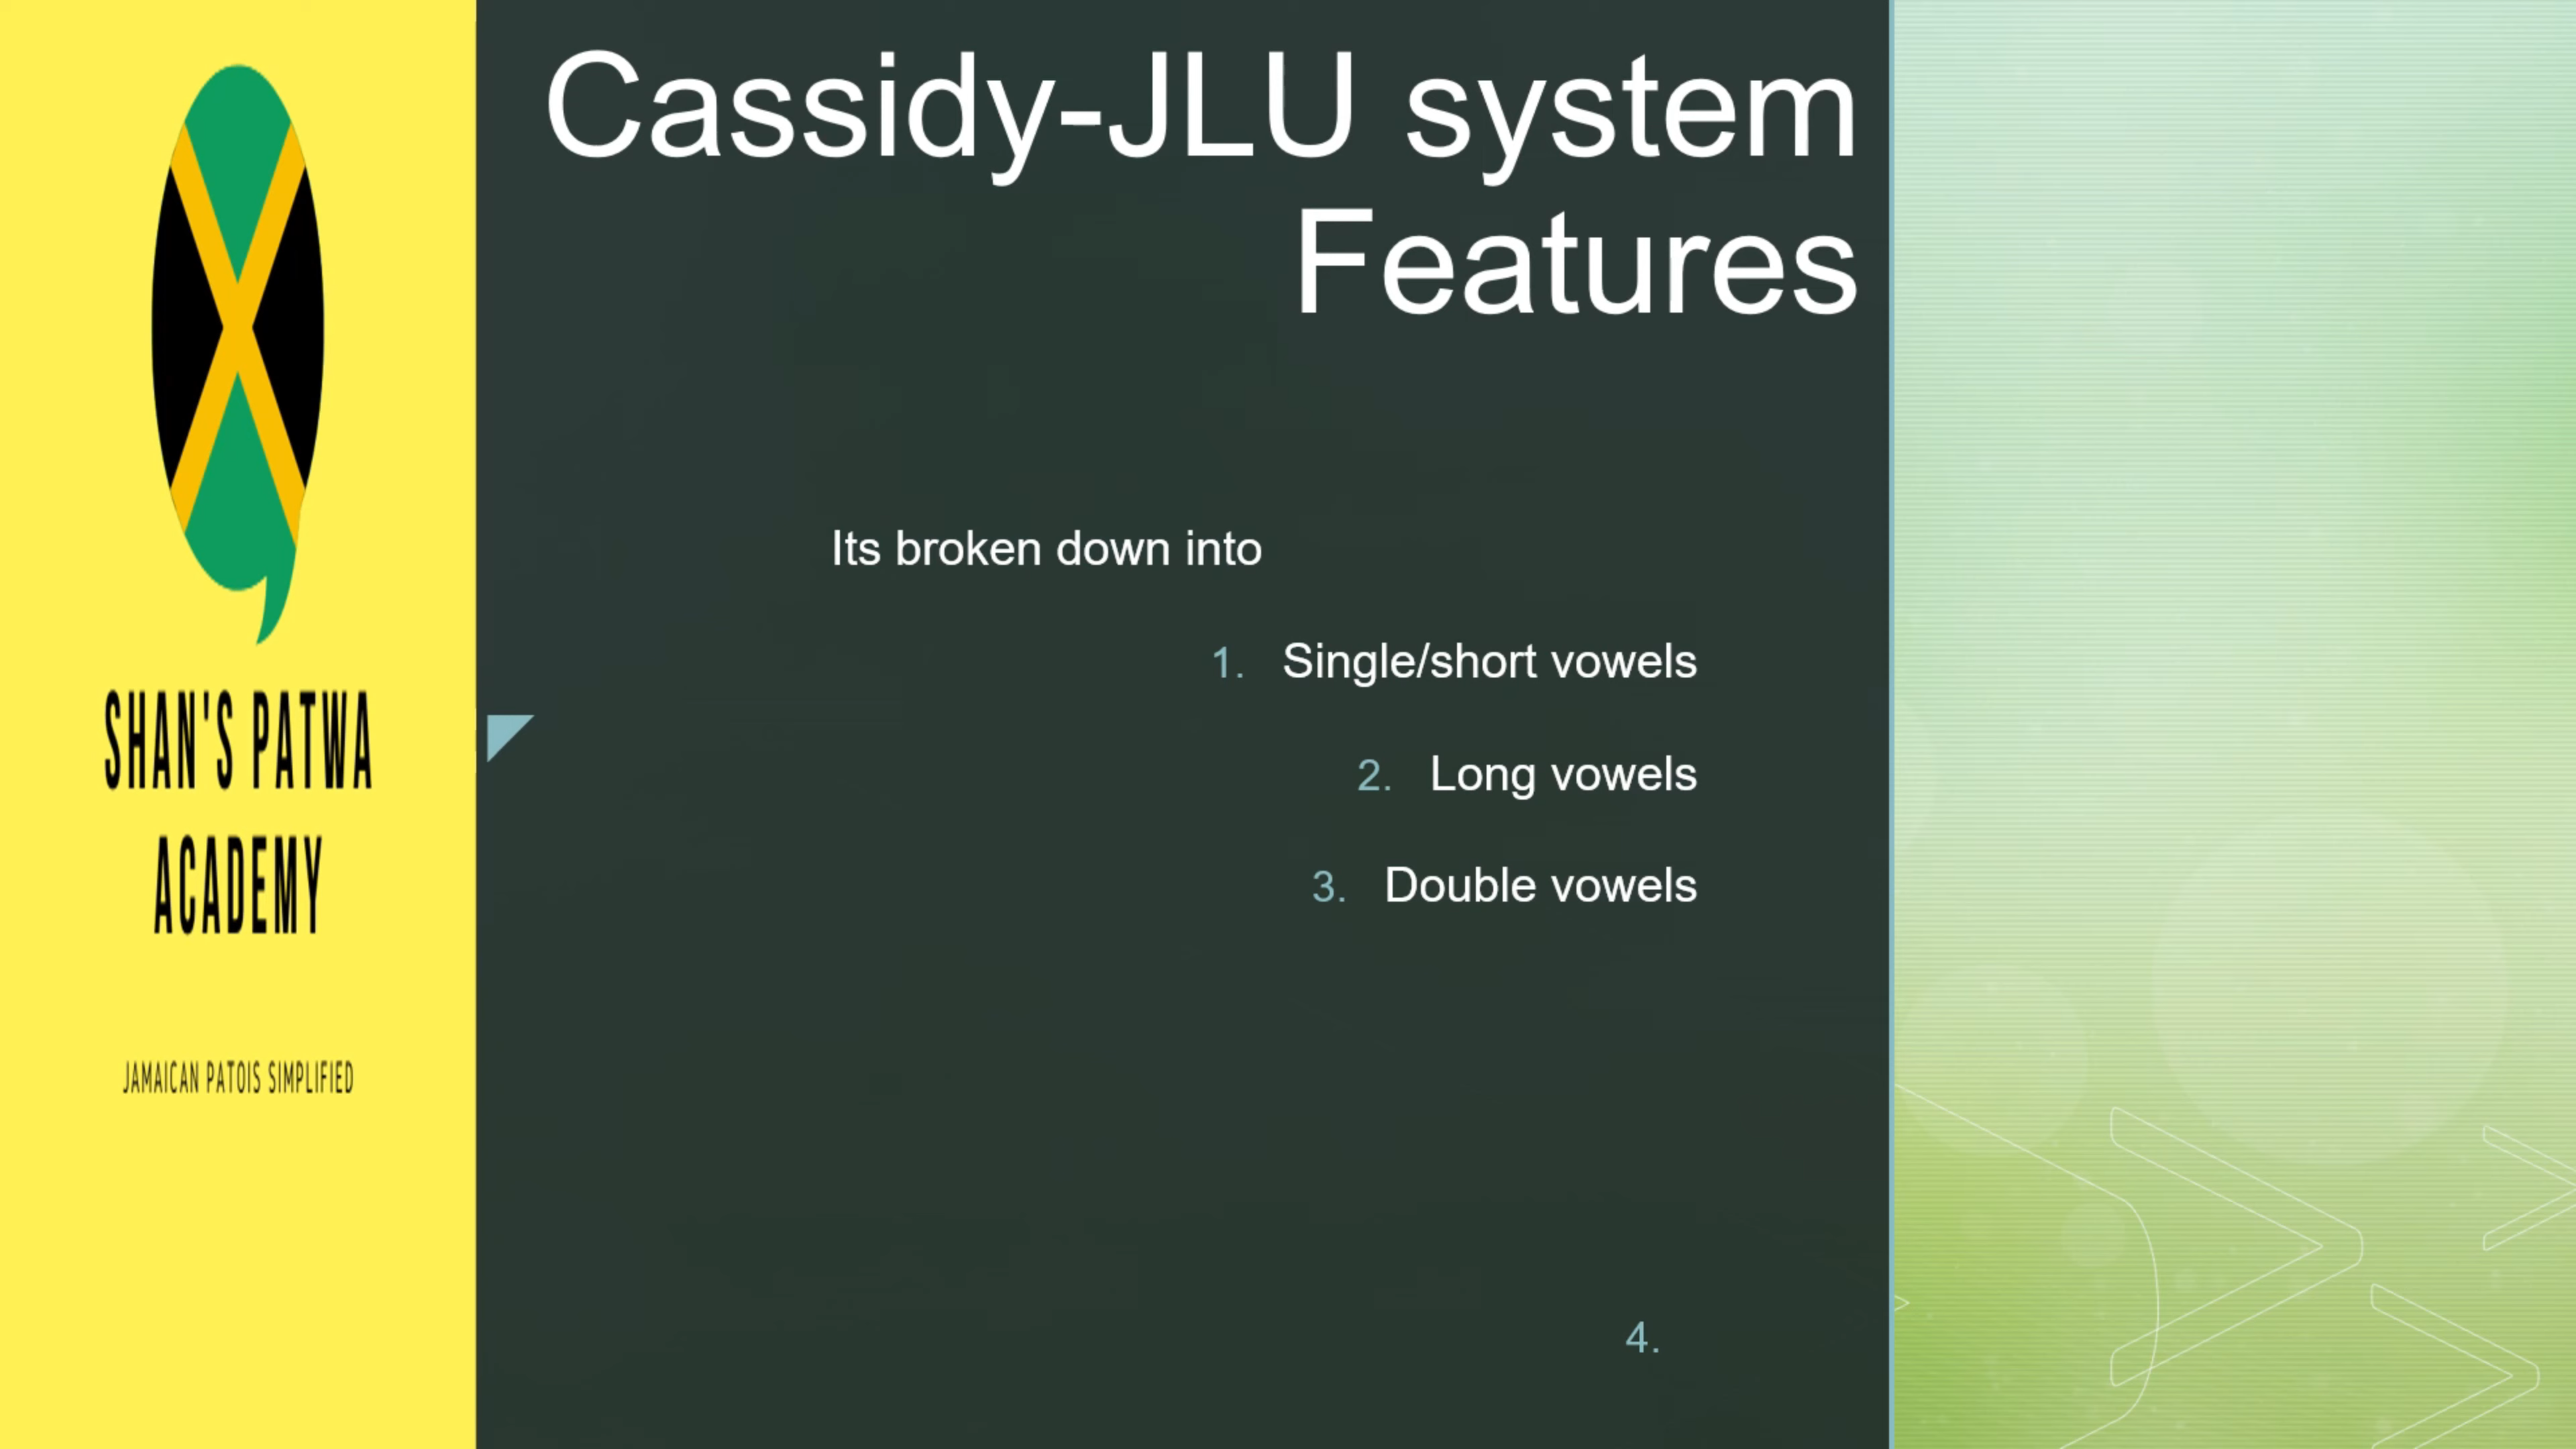 SHAN'S PATWA
ACADEMY
JAMAICAN PATOIS SIMPLIFIED
Cassidy-JLU system
Features
Its broken down into
1. Single/short vowels
2. Long vowels
3. Double vowels
4.